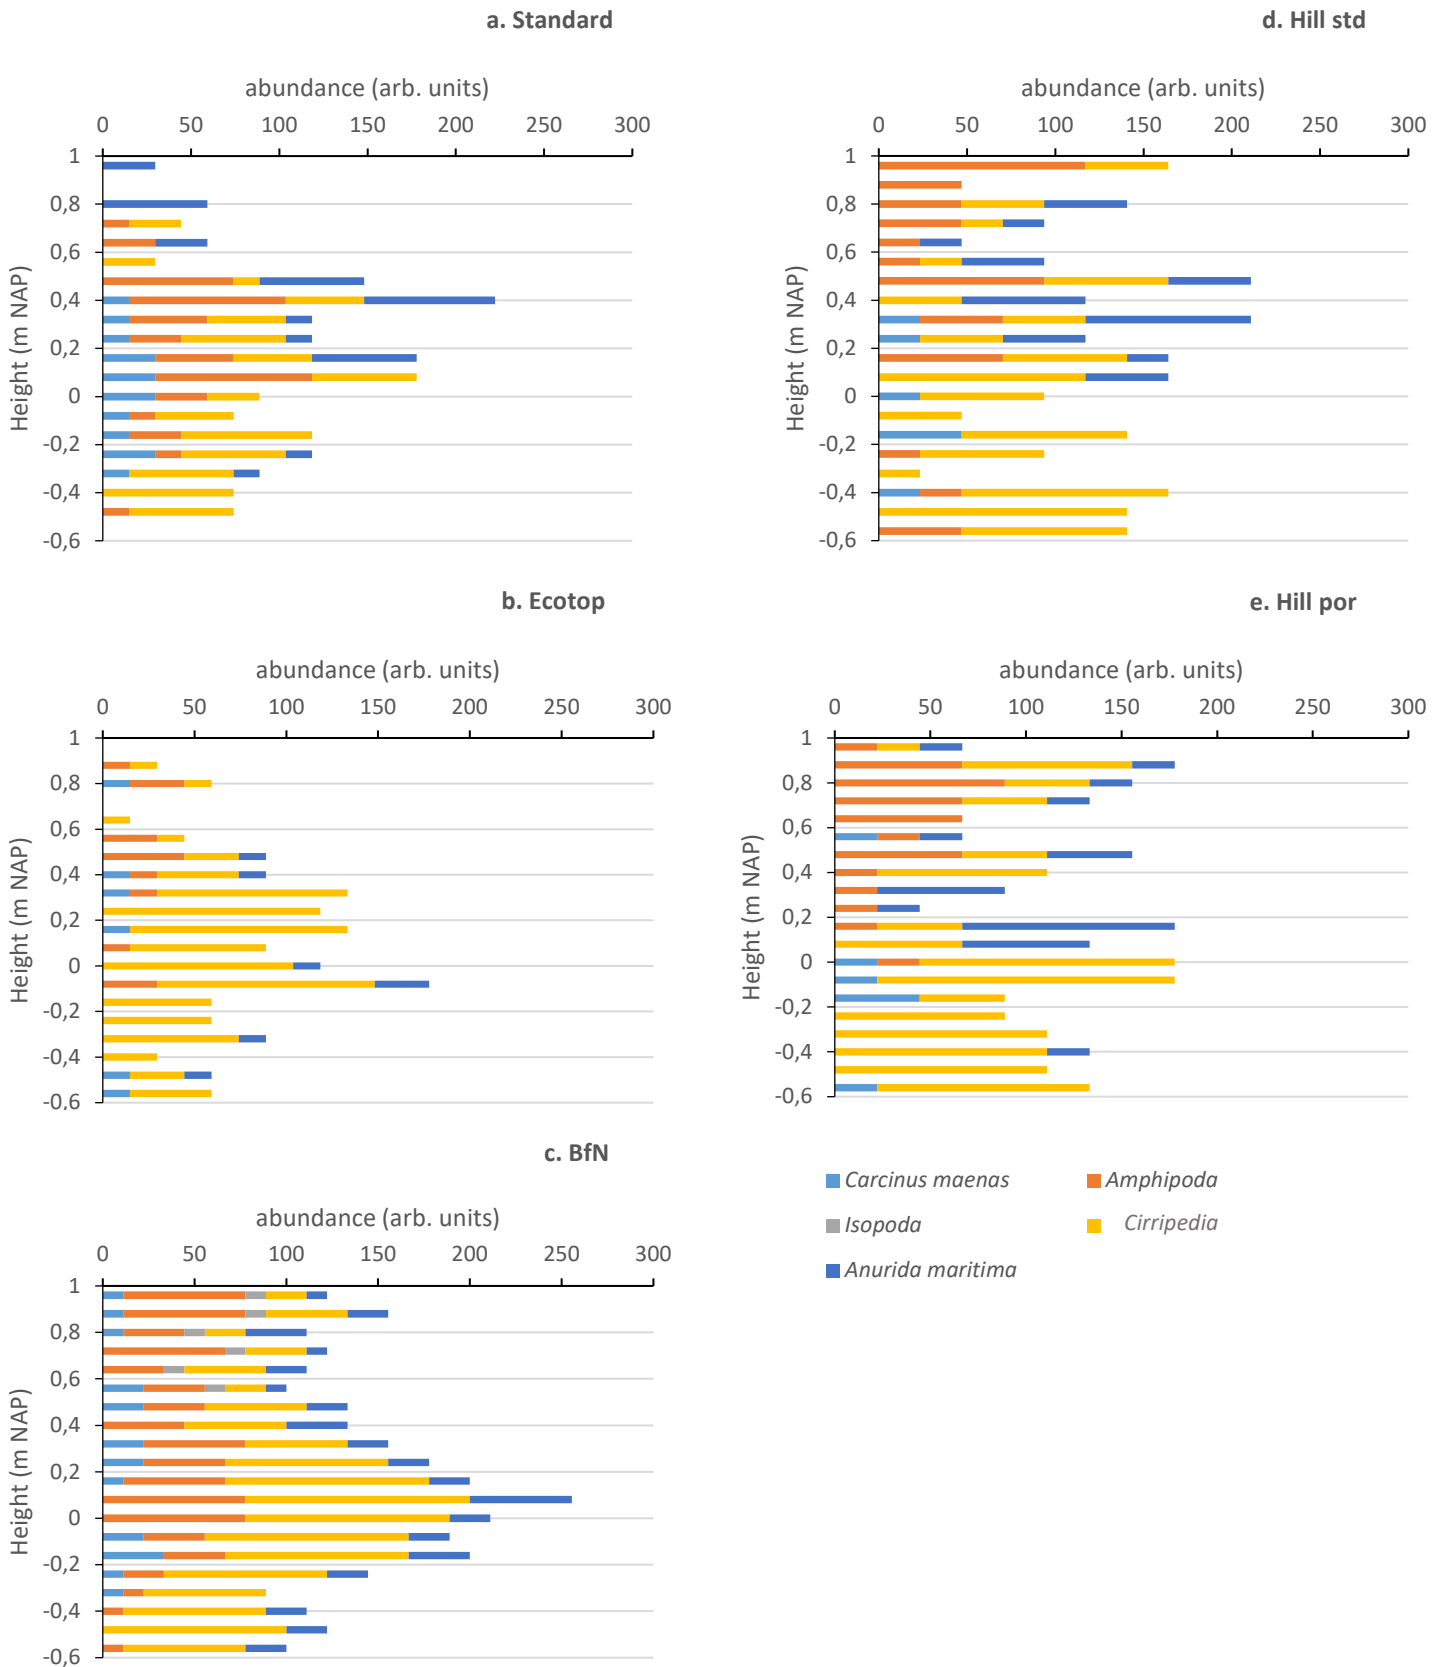 a. Standard
abundance (arb. units)
0 50 100 150 200 250 300
1
0,8
0,6
0,4
0,2
0
-0,2
-0,4
-0,6
Height (m NAP)
d. Hill std
abundance (arb. units)
0 50 100 150 200 250 300
1
0,8
0,6
0,4
0,2
0
-0,2
-0,4
-0,6
Height (m NAP)
b. Ecotop
abundance (arb. units)
0 50 100 150 200 250 300
1
0,8
0,6
0,4
0,2
0
-0,2
-0,4
-0,6
Height (m NAP)
e. Hill por
abundance (arb. units)
0 50 100 150 200 250 300
1
0,8
0,6
0,4
0,2
0
-0,2
-0,4
-0,6
Height (m NAP)
c. BfN
abundance (arb. units)
0 50 100 150 200 250 300
1
0,8
0,6
0,4
0,2
0
-0,2
-0,4
-0,6
Height (m NAP)
Carcinus maenas
Amphipoda
Isopoda
Cirripedia
Anurida maritima